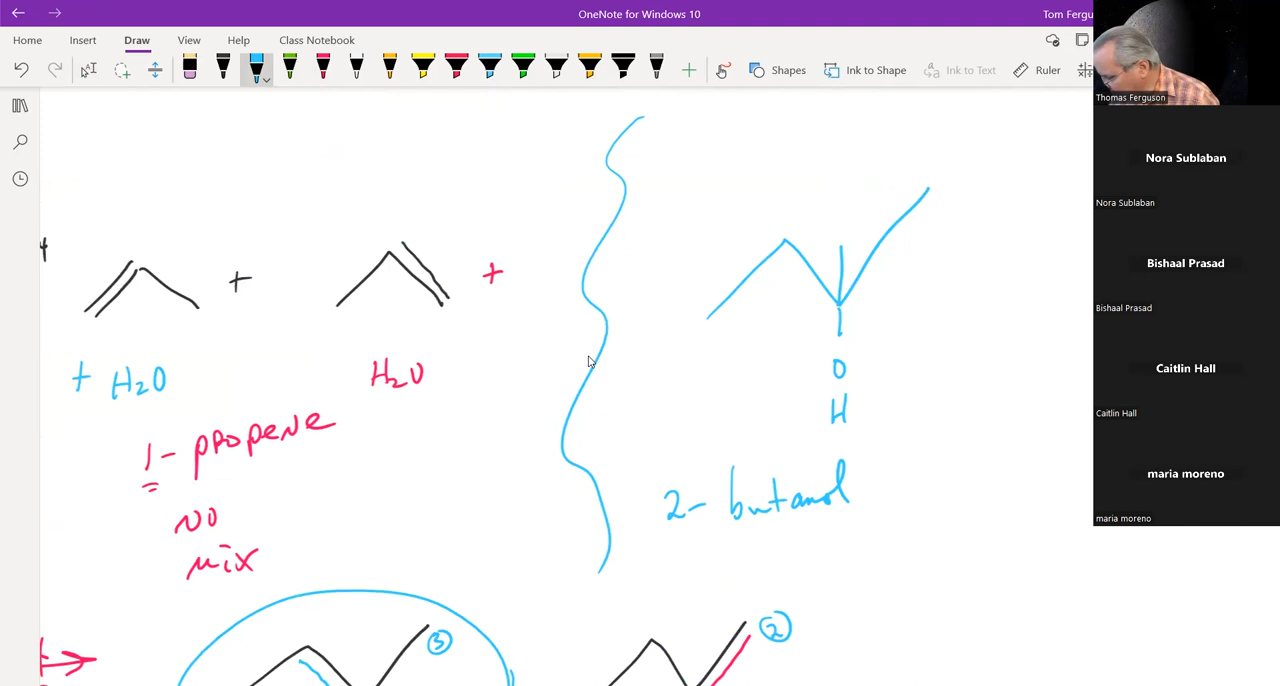 OneNote for Windows 10
Tom Fergu
Home
Insert
Draw
View
Help
Class Notebook
Shapes
Ink to Shape
Ink to Text
Ruler
Thomas Ferguson
Nora Sublaban
Nora Sublaban
Bishaal Prasad
Bishaal Prasad
Caitlin Hall
Caitlin Hall
maria moreno
maria moreno
+
+
+ H2O
H2O
1- propene
NO
mix
O
H
2- butanol
3
2